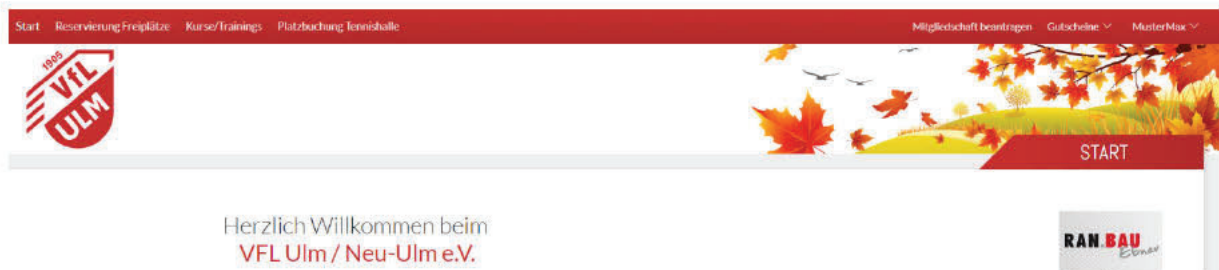 Start Reservierung Freiplätze Kurse/Trainings Platzbuchung Tennishalle Mitgliedschaft beantragen Gutscheine MusterMax
1905
VfL
ULM
START
Herzlich Willkommen beim
VFL Ulm / Neu-Ulm e.V.
RAN.BAU
Ebner